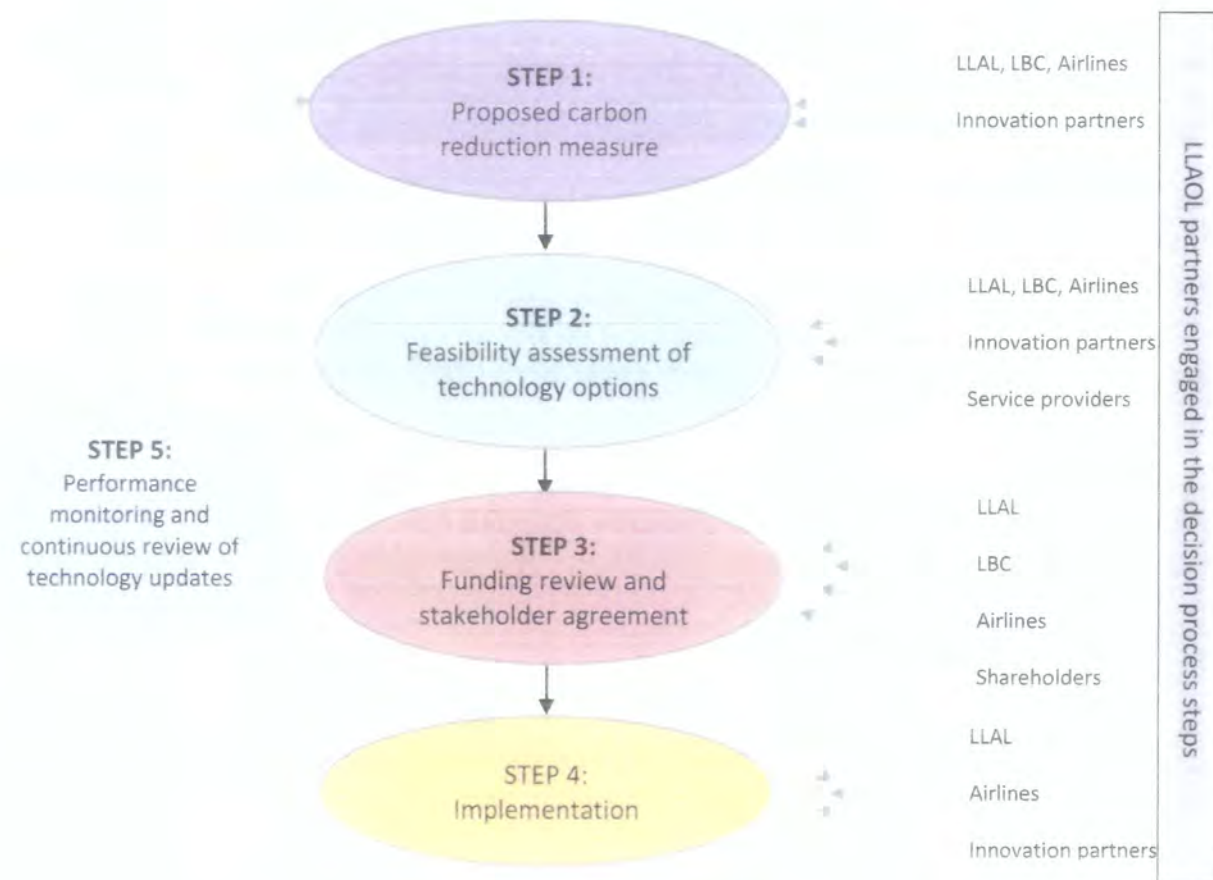 STEP 1:
Proposed carbon
reduction measure
LLAL, LBC, Airlines
Innovation partners
STEP 2:
Feasibility assessment of
technology options
LLAL, LBC, Airlines
Innovation partners
Service providers
STEP 5:
Performance
monitoring and
continuous review of
technology updates
STEP 3:
Funding review and
stakeholder agreement
LLAL
LBC
Airlines
Shareholders
STEP 4:
Implementation
LLAL
Airlines
Innovation partners
LLAOL partners engaged in the decision process steps